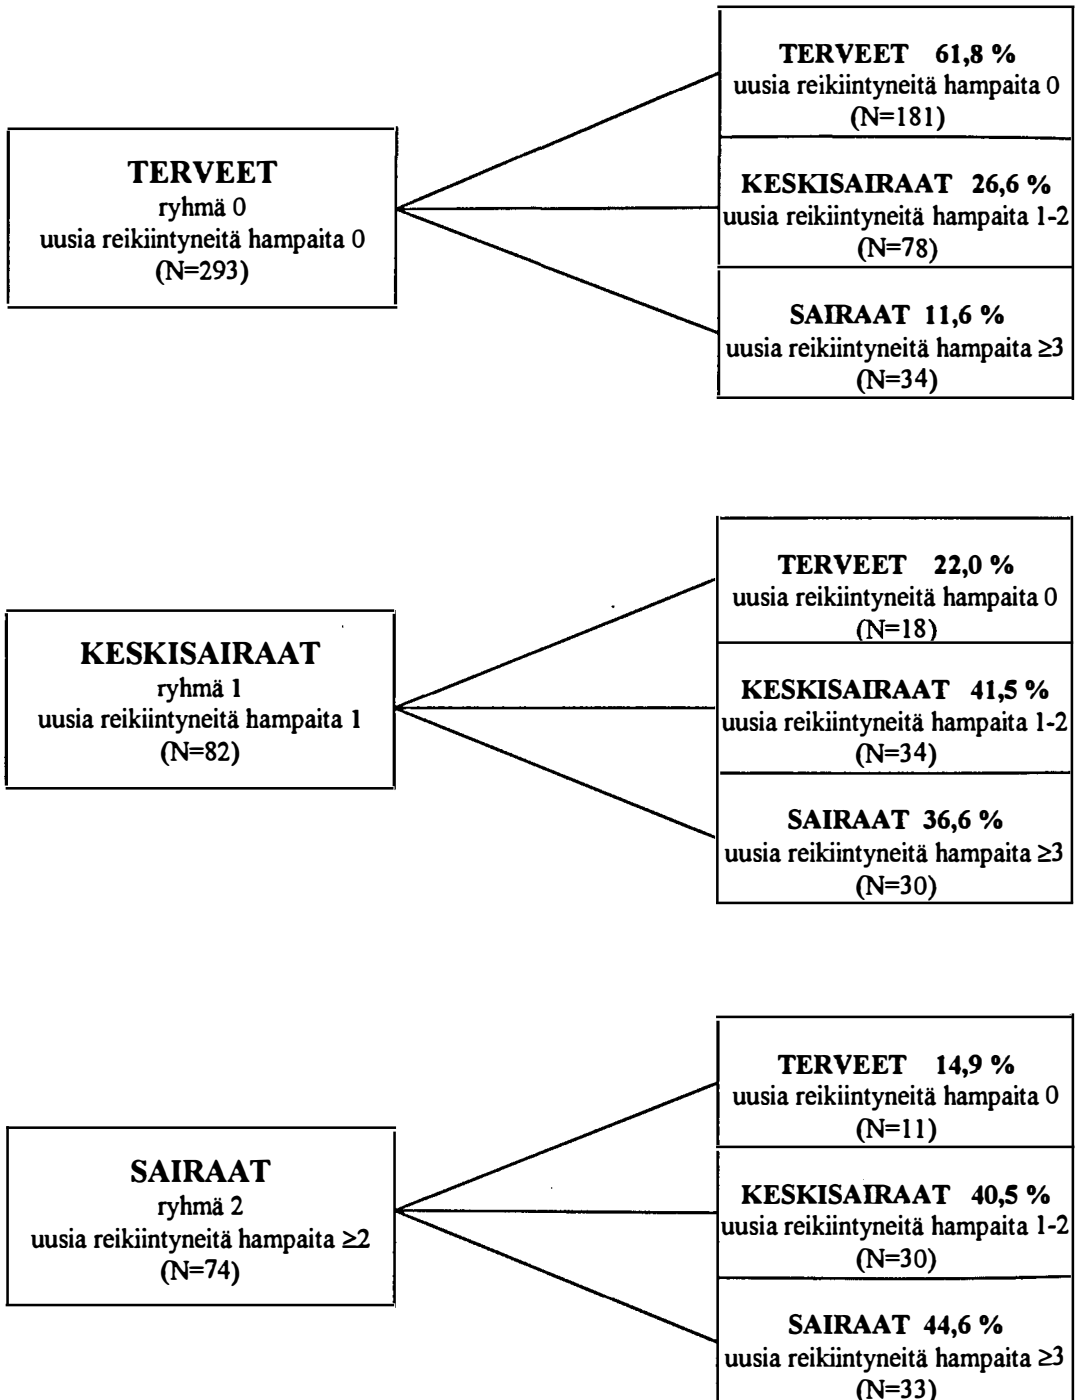 TERVEET
ryhmä 0
uusia reikiintyneitä hampaita 0
(N=293)
TERVEET 61,8 %
uusia reikiintyneitä hampaita 0
(N=181)
KESKISAIRAAT 26,6 %
uusia reikiintyneitä hampaita 1-2
(N=78)
SAIRAAT 11,6 %
uusia reikiintyneitä hampaita ≥3
(N=34)
KESKISAIRAAT
ryhmä 1
uusia reikiintyneitä hampaita 1
(N=82)
TERVEET 22,0 %
uusia reikiintyneitä hampaita 0
(N=18)
KESKISAIRAAT 41,5 %
uusia reikiintyneitä hampaita 1-2
(N=34)
SAIRAAT 36,6 %
uusia reikiintyneitä hampaita ≥3
(N=30)
SAIRAAT
ryhmä 2
uusia reikiintyneitä hampaita ≥2
(N=74)
TERVEET 14,9 %
uusia reikiintyneitä hampaita 0
(N=11)
KESKISAIRAAT 40,5 %
uusia reikiintyneitä hampaita 1-2
(N=30)
SAIRAAT 44,6 %
uusia reikiintyneitä hampaita ≥3
(N=33)